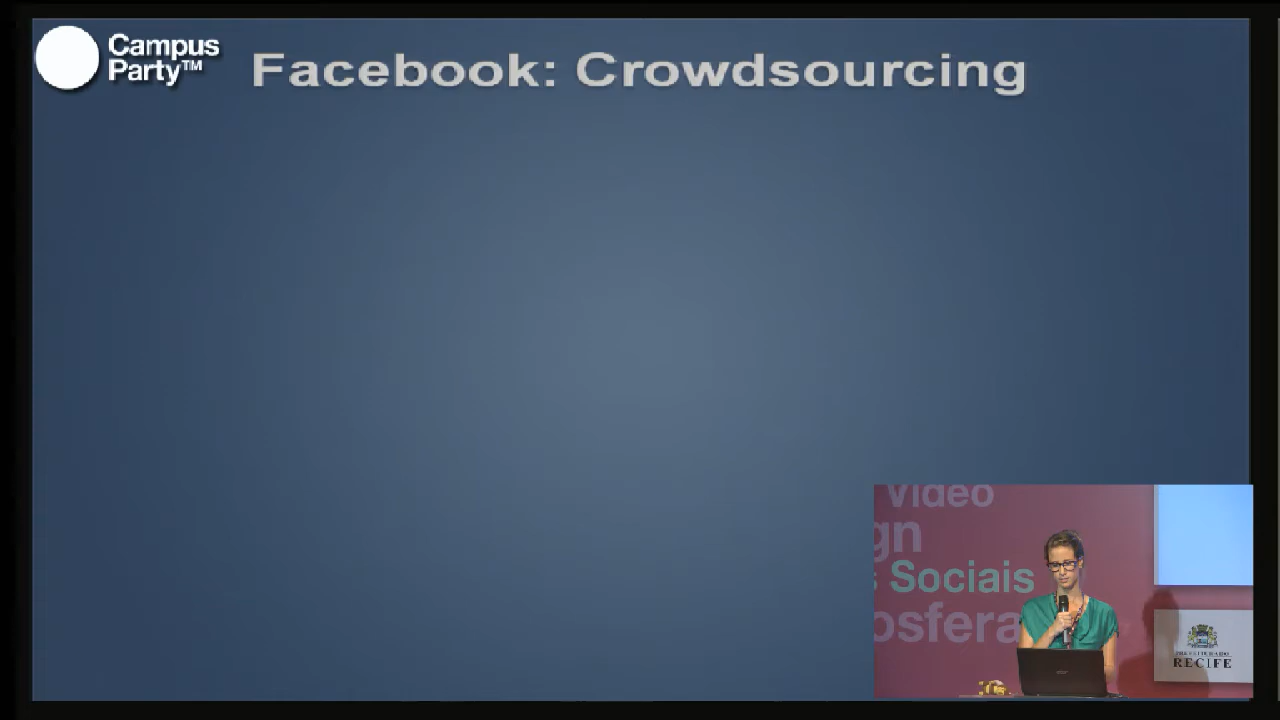 Campus
Party™
Facebook: Crowdsourcing
Video
gn
s Sociais
osfera
RECIFE